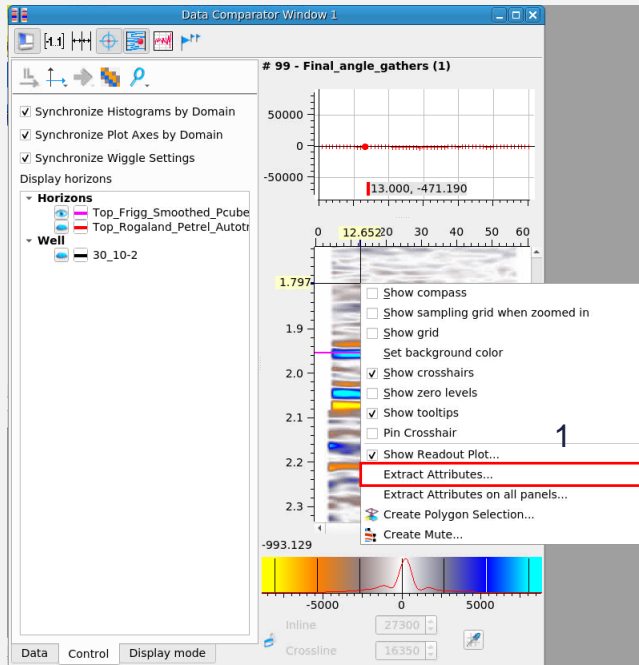 Data Comparator Window 1
[-1.1]
# 99 - Final_angle_gathers (1)
Synchronize Histograms by Domain
Synchronize Plot Axes by Domain
Synchronize Wiggle Settings
Display horizons
Horizons
Top_Frigg_Smoothed_Pcube
Top_Rogaland_Petrel_Autotr
Well
30_10-2
50000
0
-50000
13.000, -471.190
0 12.652 20 30 40 50 60
1.797
1.9
2.0
2.1
2.2
2.3
Show compass
Show sampling grid when zoomed in
Show grid
Set background color
Show crosshairs
Show zero levels
Show tooltips
Pin Crosshair
1
Show Readout Plot...
Extract Attributes...
Extract Attributes on all panels...
Create Polygon Selection...
Create Mute...
-993.129
-5000 0 5000
Inline 27300
Crossline 16350
Data Control Display mode